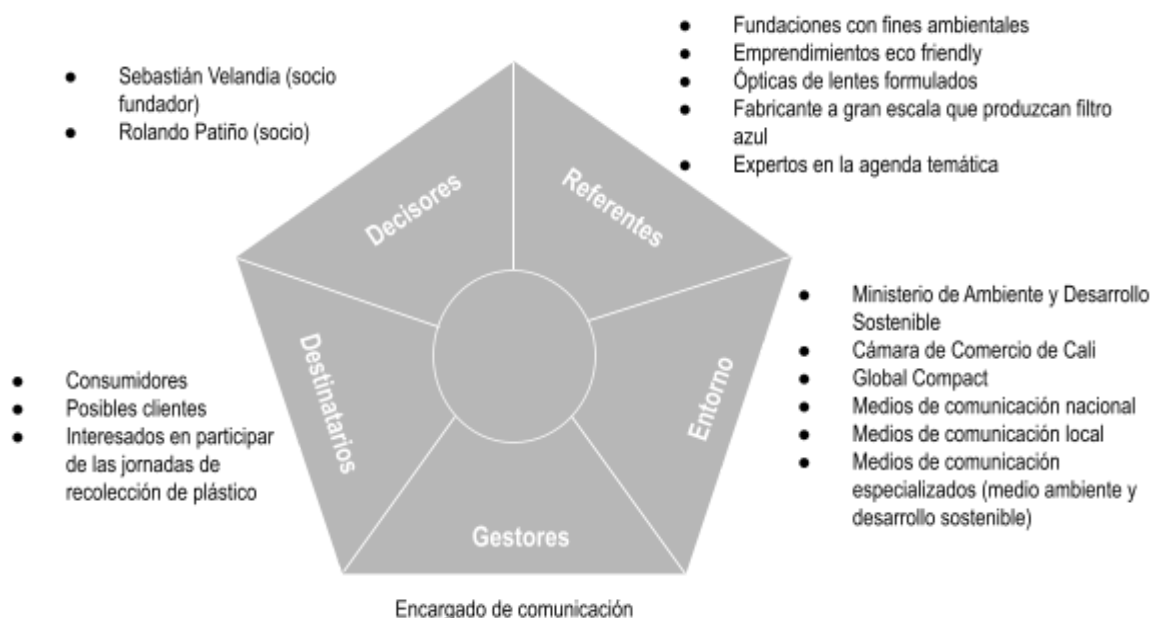 ● Sebastián Velandia (socio
fundador)
● Rolando Patiño (socio)
● Fundaciones con fines ambientales
● Emprendimientos eco friendly
● Ópticas de lentes formulados
● Fabricante a gran escala que produzcan filtro
azul
● Expertos en la agenda temática
Decisores
Referentes
● Ministerio de Ambiente y Desarrollo
Sostenible
● Cámara de Comercio de Cali
● Global Compact
● Medios de comunicación nacional
● Medios de comunicación local
● Medios de comunicación
especializados (medio ambiente y
desarrollo sostenible)
Entorno
Destinatarios
● Consumidores
● Posibles clientes
● Interesados en participar
de las jornadas de
recolección de plástico
Gestores
Encargado de comunicación